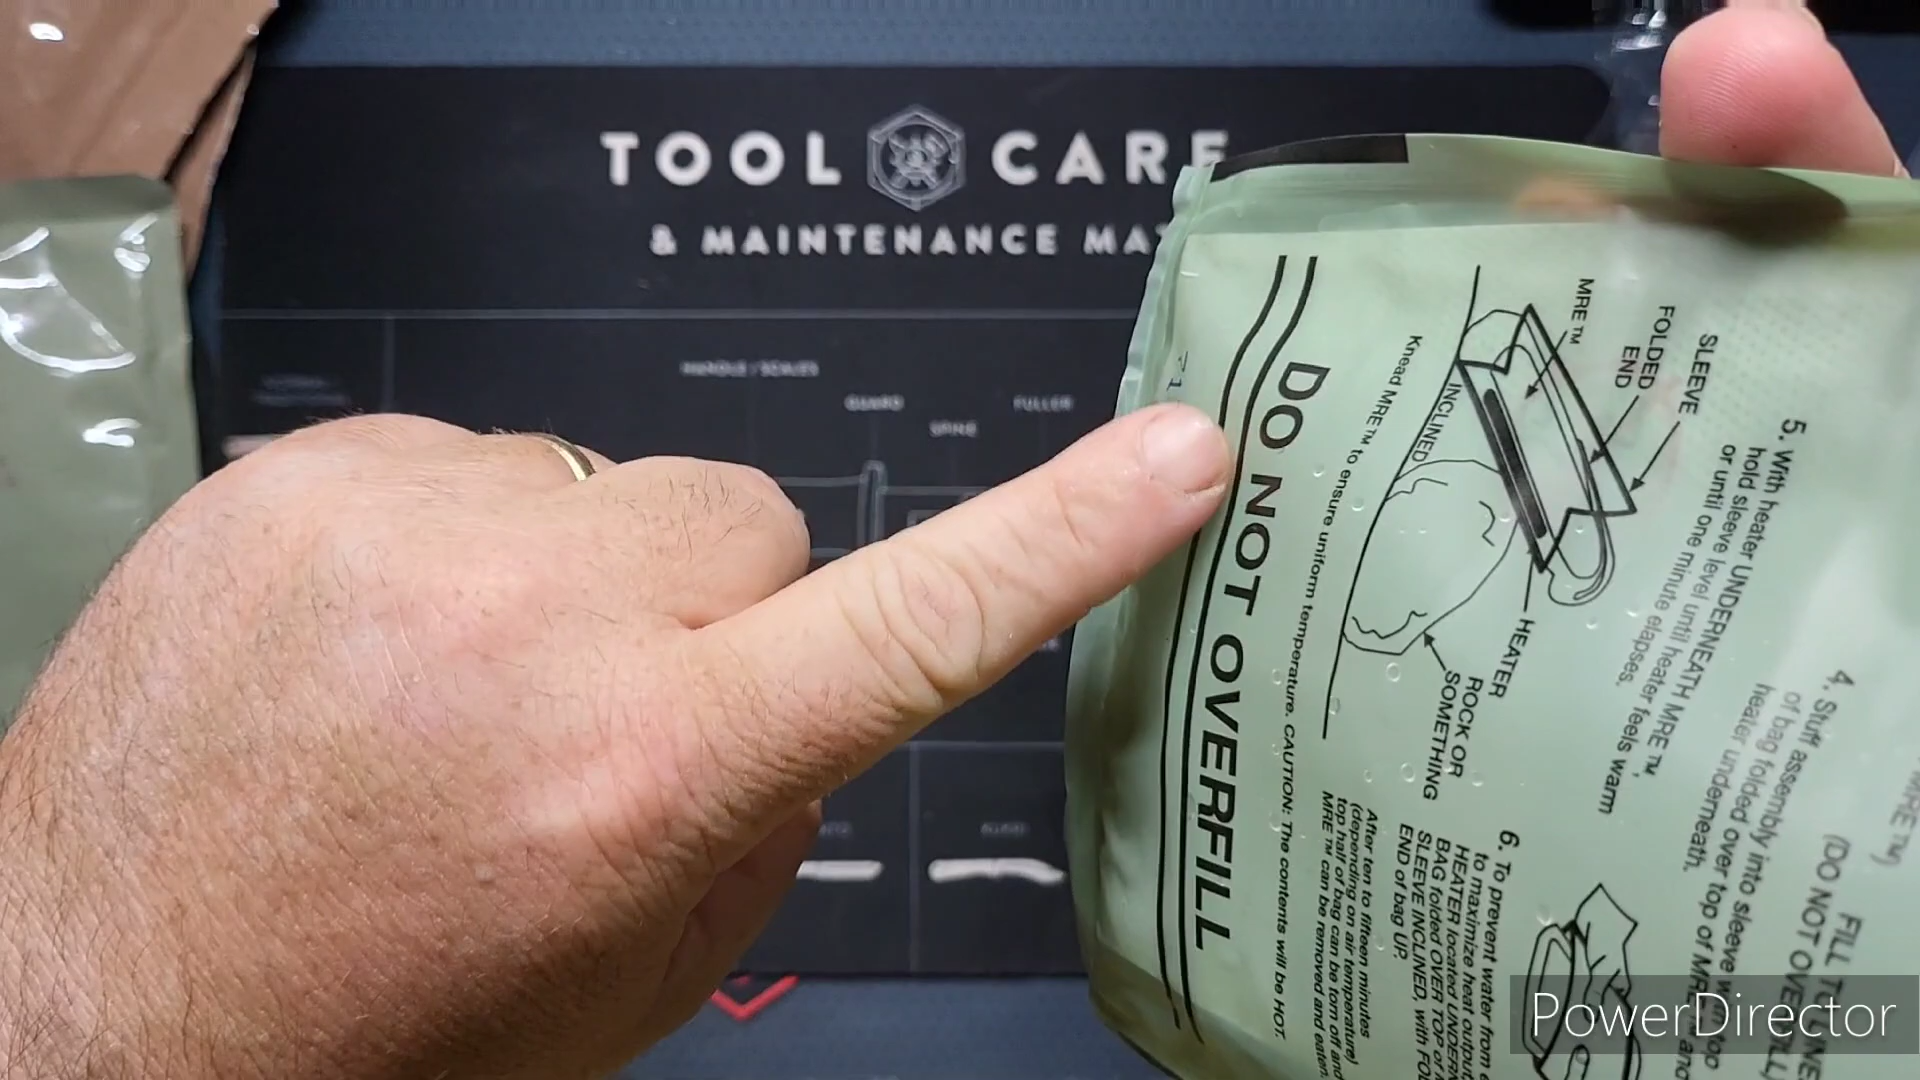 TOOL CARE
& MAINTENANCE MA
HANDLE / SCALES
GUARD
SPINE
FULLER
4. Stuff assembly into sleeve
of bag folded over top of MRE
heater underneath.
FILL
(DO NOT
5. With heater UNDERNEATH MRE™,
hold sleeve level until heater feels warm
or until one minute elapses.
SLEEVE
FOLDED
END
MRE™
INCLINED
HEATER
ROCK OR
SOMETHING
6. To prevent water from
to maximize heat output,
HEATER located
BAG folded OVER TOP of
SLEEVE INCLINED, with
END of bag UP.
After ten to fifteen minutes
(depending on air temperature)
top half of bag can be torn off and
MRE™ can be removed and eaten.
Knead MRE™ to ensure uniform temperature. CAUTION: The contents will be HOT.
DO NOT OVERFILL
PowerDirector